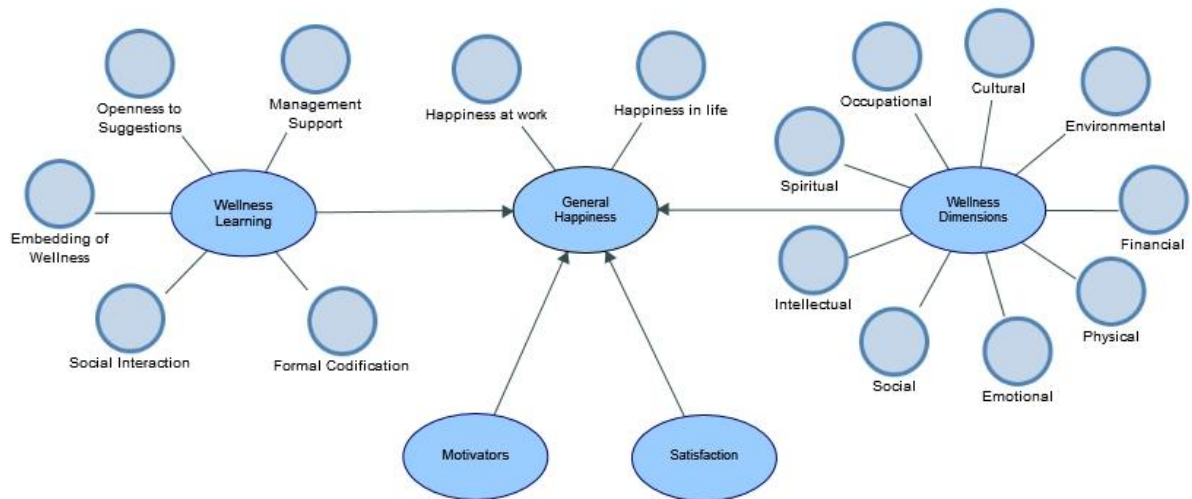 Openness to
Suggestions
Management
Support
Embedding of
Wellness
Wellness
Learning
Social Interaction
Formal Codification
Happiness at work
Happiness in life
General
Happiness
Motivators
Satisfaction
Occupational
Cultural
Environmental
Spiritual
Wellness
Dimensions
Financial
Intellectual
Physical
Social
Emotional